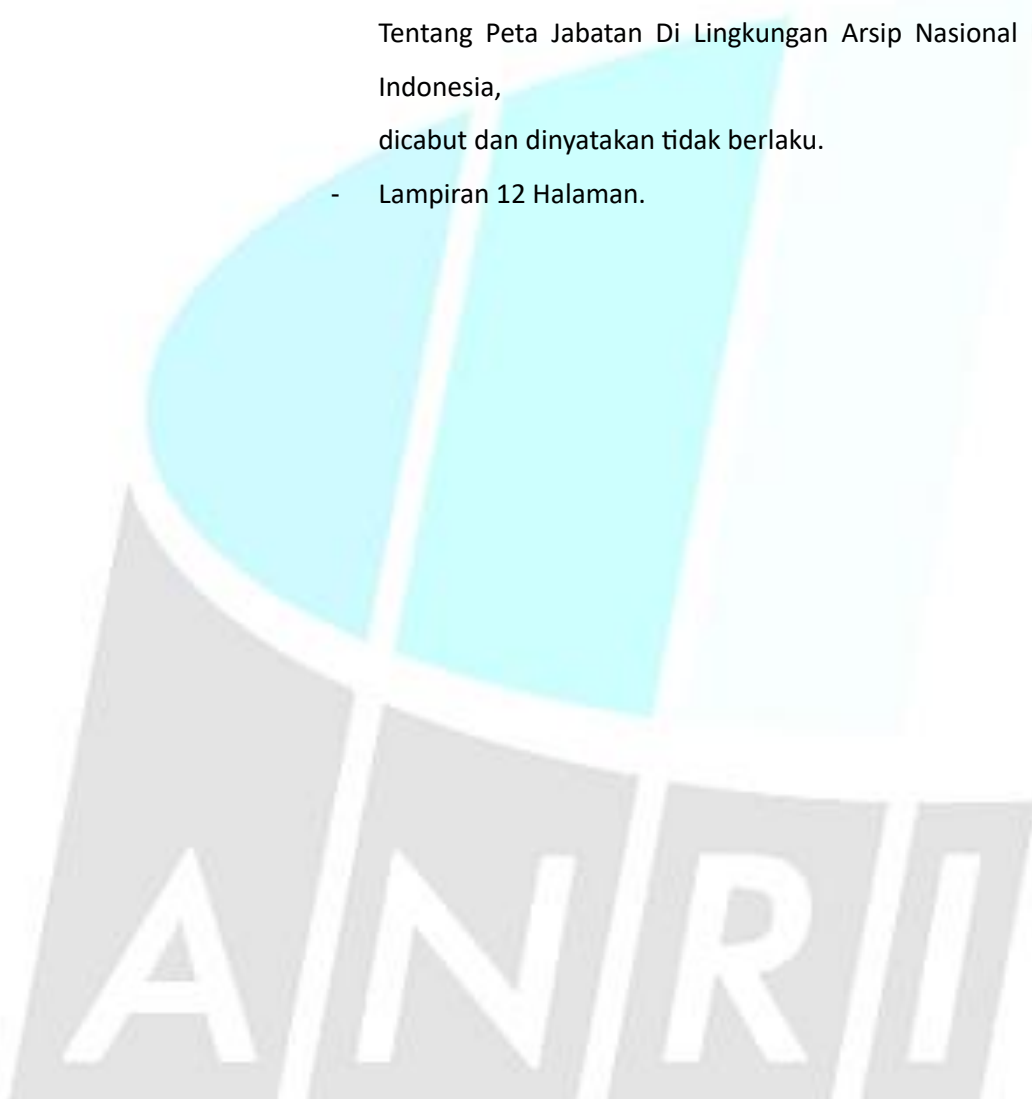 Tentang Peta Jabatan Di Lingkungan Arsip Nasional
Indonesia,
dicabut dan dinyatakan tidak berlaku.
- Lampiran 12 Halaman.
ANRI